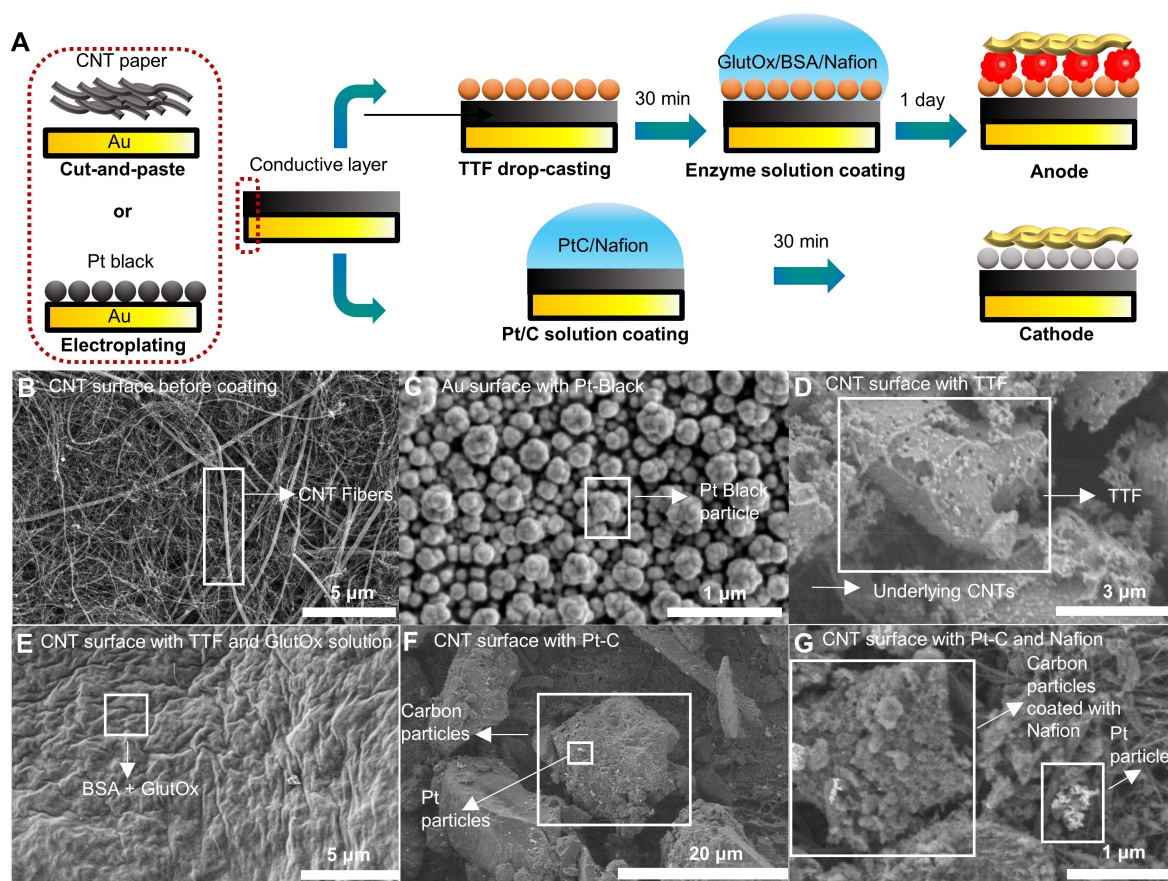 A
CNT paper
Au
Cut-and-paste
or
Pt black
Au
Electroplating
Conductive layer
TTF drop-casting
30 min
GlutOx/BSA/Nafion
Enzyme solution coating
1 day
Anode
PtC/Nafion
Pt/C solution coating
30 min
Cathode
B CNT surface before coating
CNT Fibers
5 µm
C Au surface with Pt-Black
Pt Black
particle
1 µm
D CNT surface with TTF
TTF
Underlying CNTs
3 µm
E CNT surface with TTF and GlutOx solution
BSA + GlutOx
5 µm
F CNT surface with Pt-C
Carbon
particles
Pt
particles
20 µm
G CNT surface with Pt-C and Nafion
Carbon
particles
coated with
Nafion
Pt
particle
1 µm